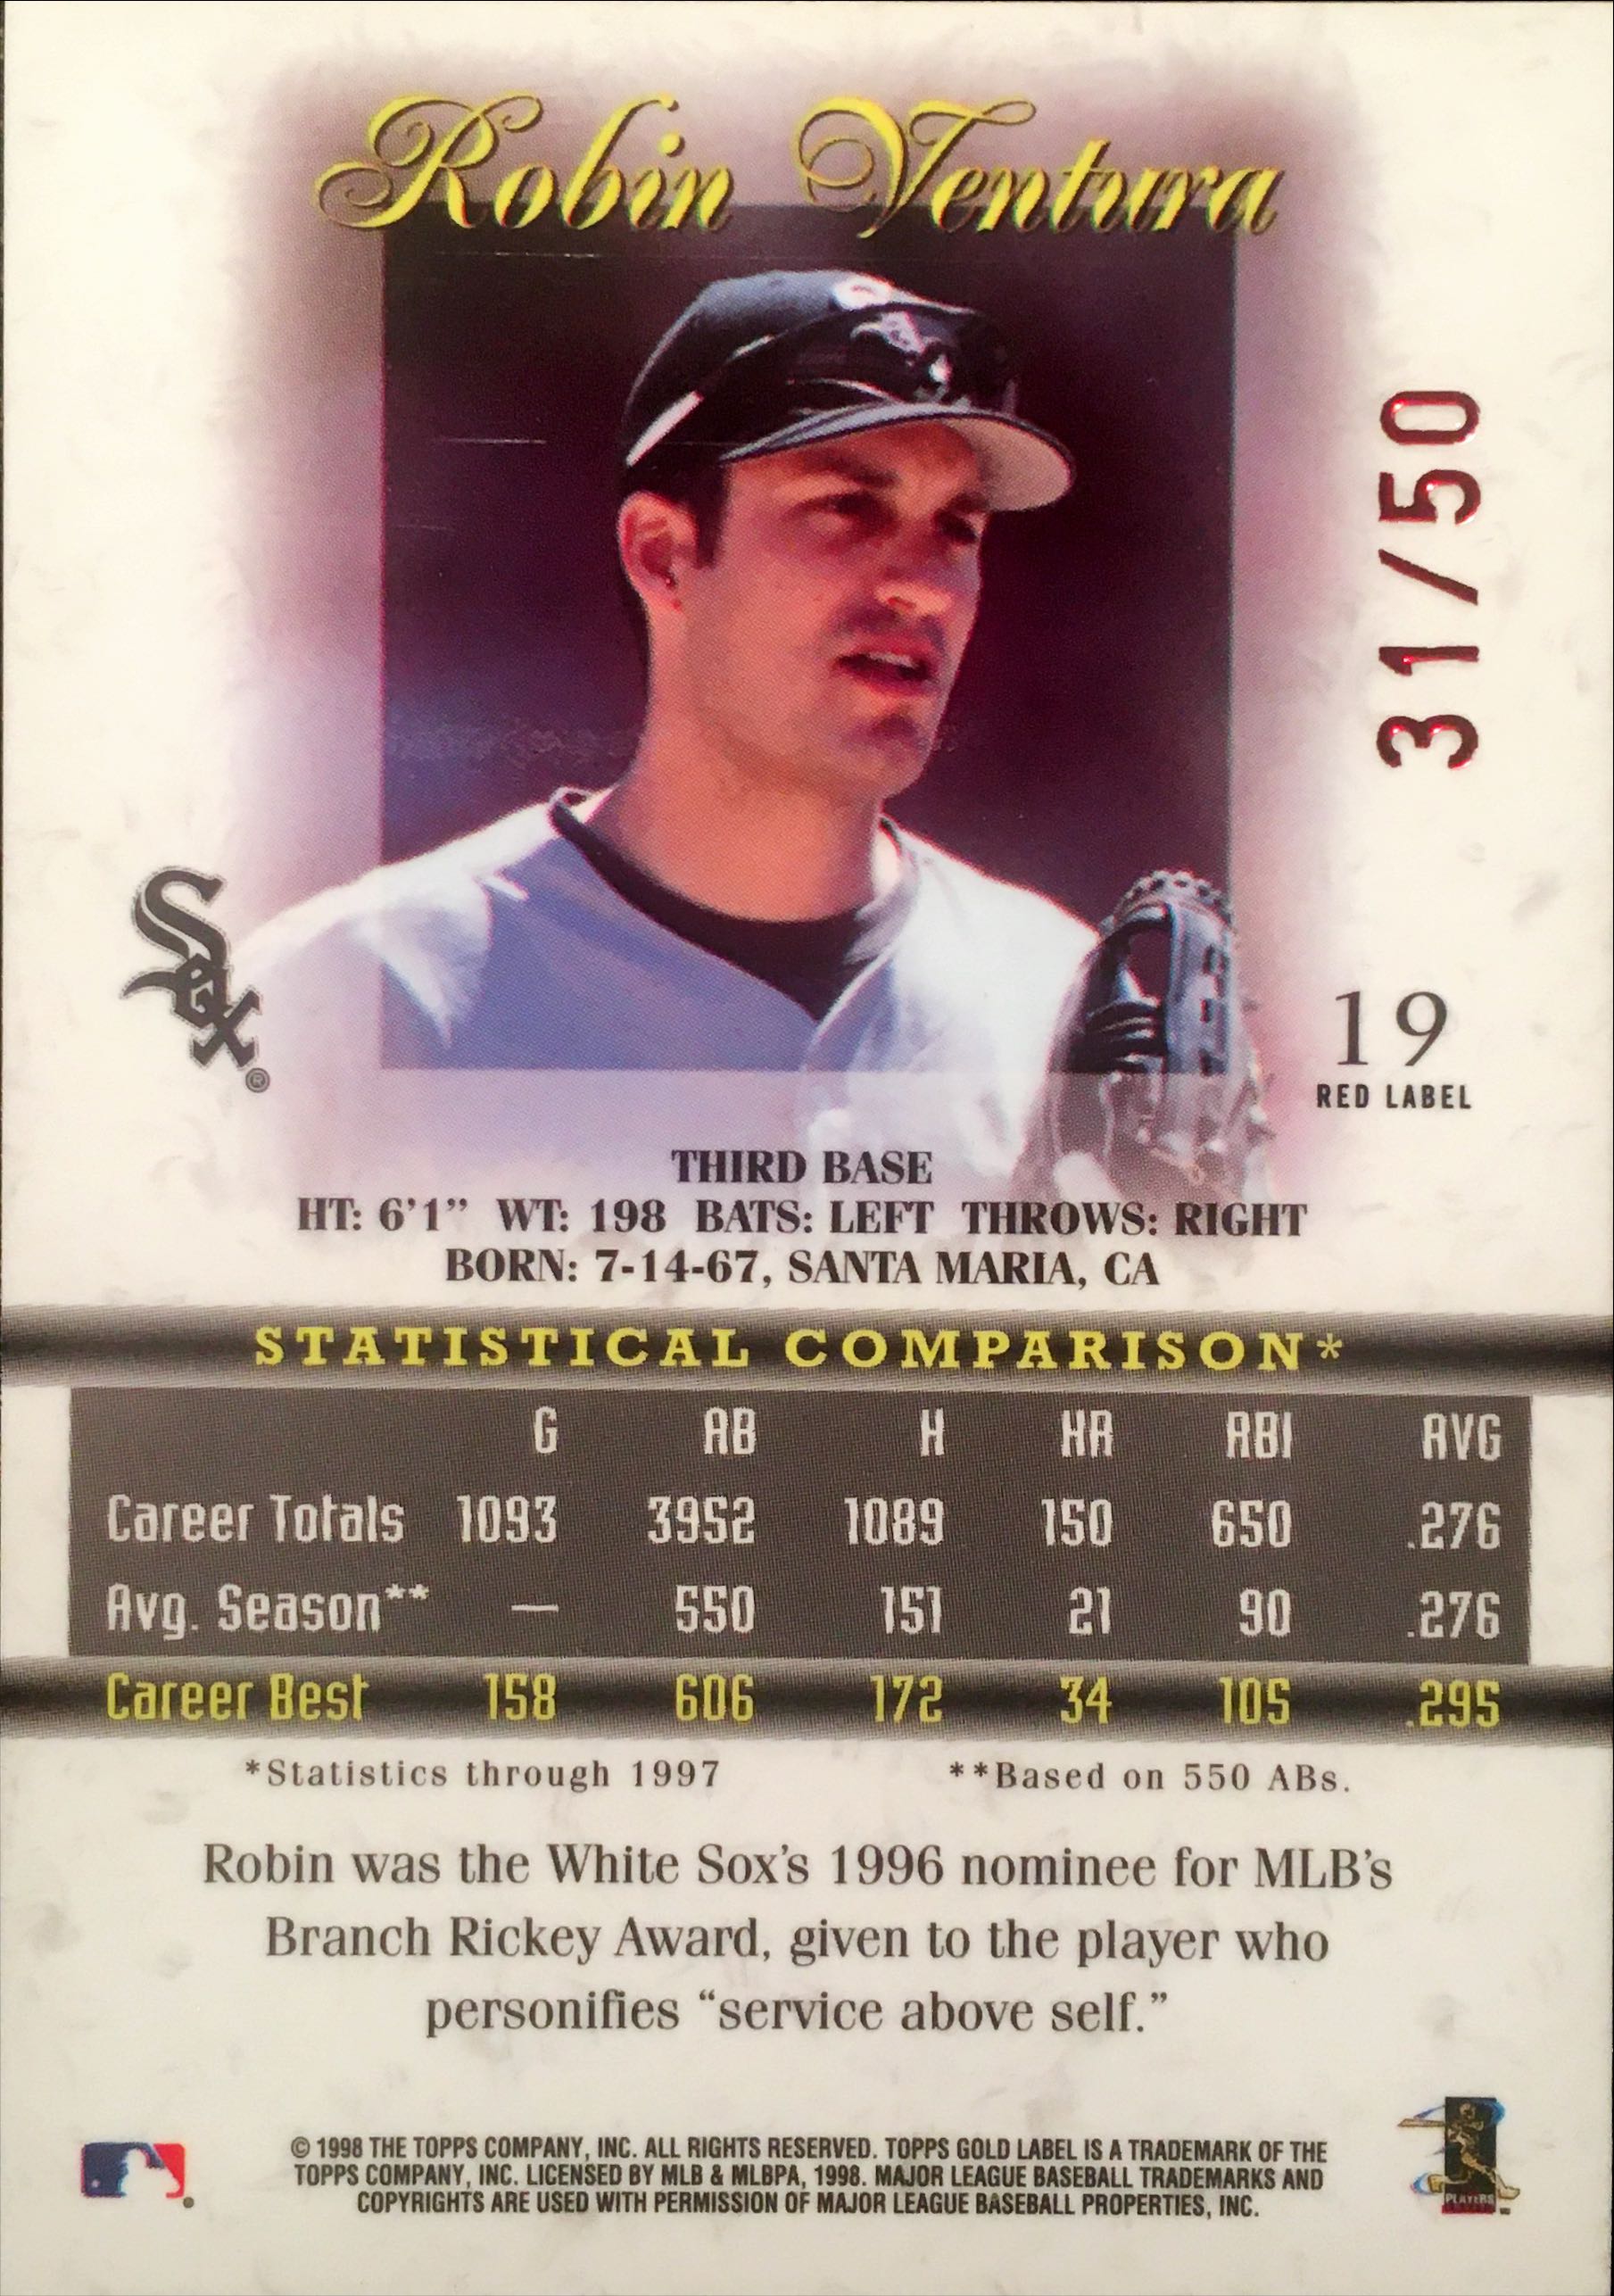 Robin Ventura
31/50
Sox
®
19
RED LABEL
THIRD BASE
HT: 6'1” WT: 198 BATS: LEFT THROWS: RIGHT
BORN: 7-14-67, SANTA MARIA, CA
STATISTICAL COMPARISON*
G AB H HR RBI AVG
Career Totals 1093 3952 1089 150 650 .276
Avg. Season** — 550 151 21 90 .276
Career Best 158 606 172 34 105 .295
*Statistics through 1997 **Based on 550 ABs.
Robin was the White Sox’s 1996 nominee for MLB’s
Branch Rickey Award, given to the player who
personifies “service above self.”
© 1998 THE TOPPS COMPANY, INC. ALL RIGHTS RESERVED. TOPPS GOLD LABEL IS A TRADEMARK OF THE
TOPPS COMPANY, INC. LICENSED BY MLB & MLBPA, 1998. MAJOR LEAGUE BASEBALL TRADEMARKS AND
COPYRIGHTS ARE USED WITH PERMISSION OF MAJOR LEAGUE BASEBALL PROPERTIES, INC.
PLAYERS